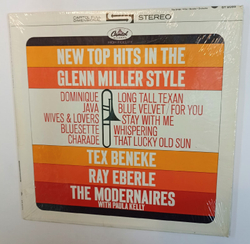 Capitol
STEREO
NEW TOP HITS IN THE
GLENN MILLER STYLE
DOMINIQUE
JAVA
WIVES & LOVERS
BLUESETTE
CHARADE
LONG TALL TEXAN
BLUE VELVET / FOR YOU
STAY WITH ME
WHISPERING
THAT LUCKY OLD SUN
TEX BENEKE
RAY EBERLE
THE MODERNAIRES
WITH PAULA KELLY